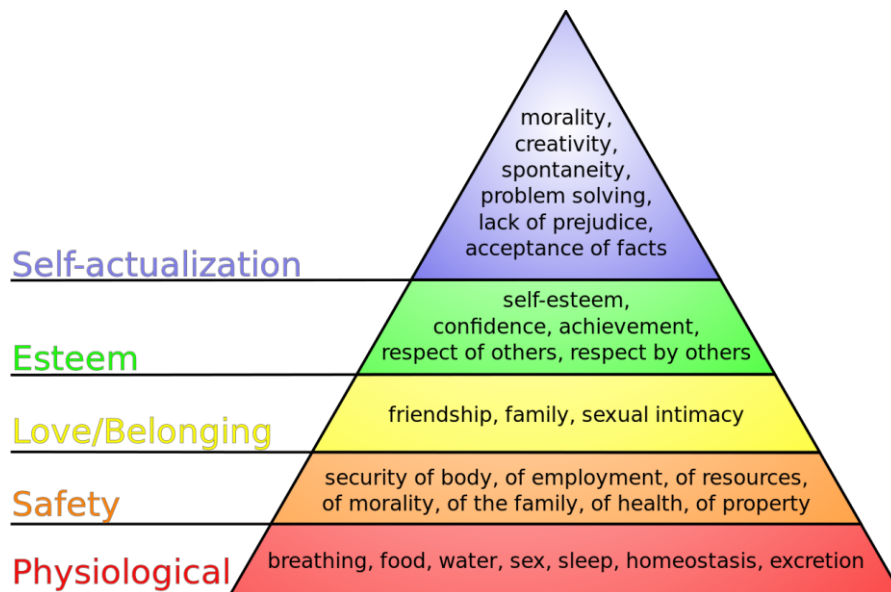 morality,
creativity,
spontaneity,
problem solving,
lack of prejudice,
acceptance of facts
Self-actualization
self-esteem,
confidence, achievement,
respect of others, respect by others
Esteem
friendship, family, sexual intimacy
Love/Belonging
security of body, of employment, of resources,
of morality, of the family, of health, of property
Safety
breathing, food, water, sex, sleep, homeostasis, excretion
Physiological